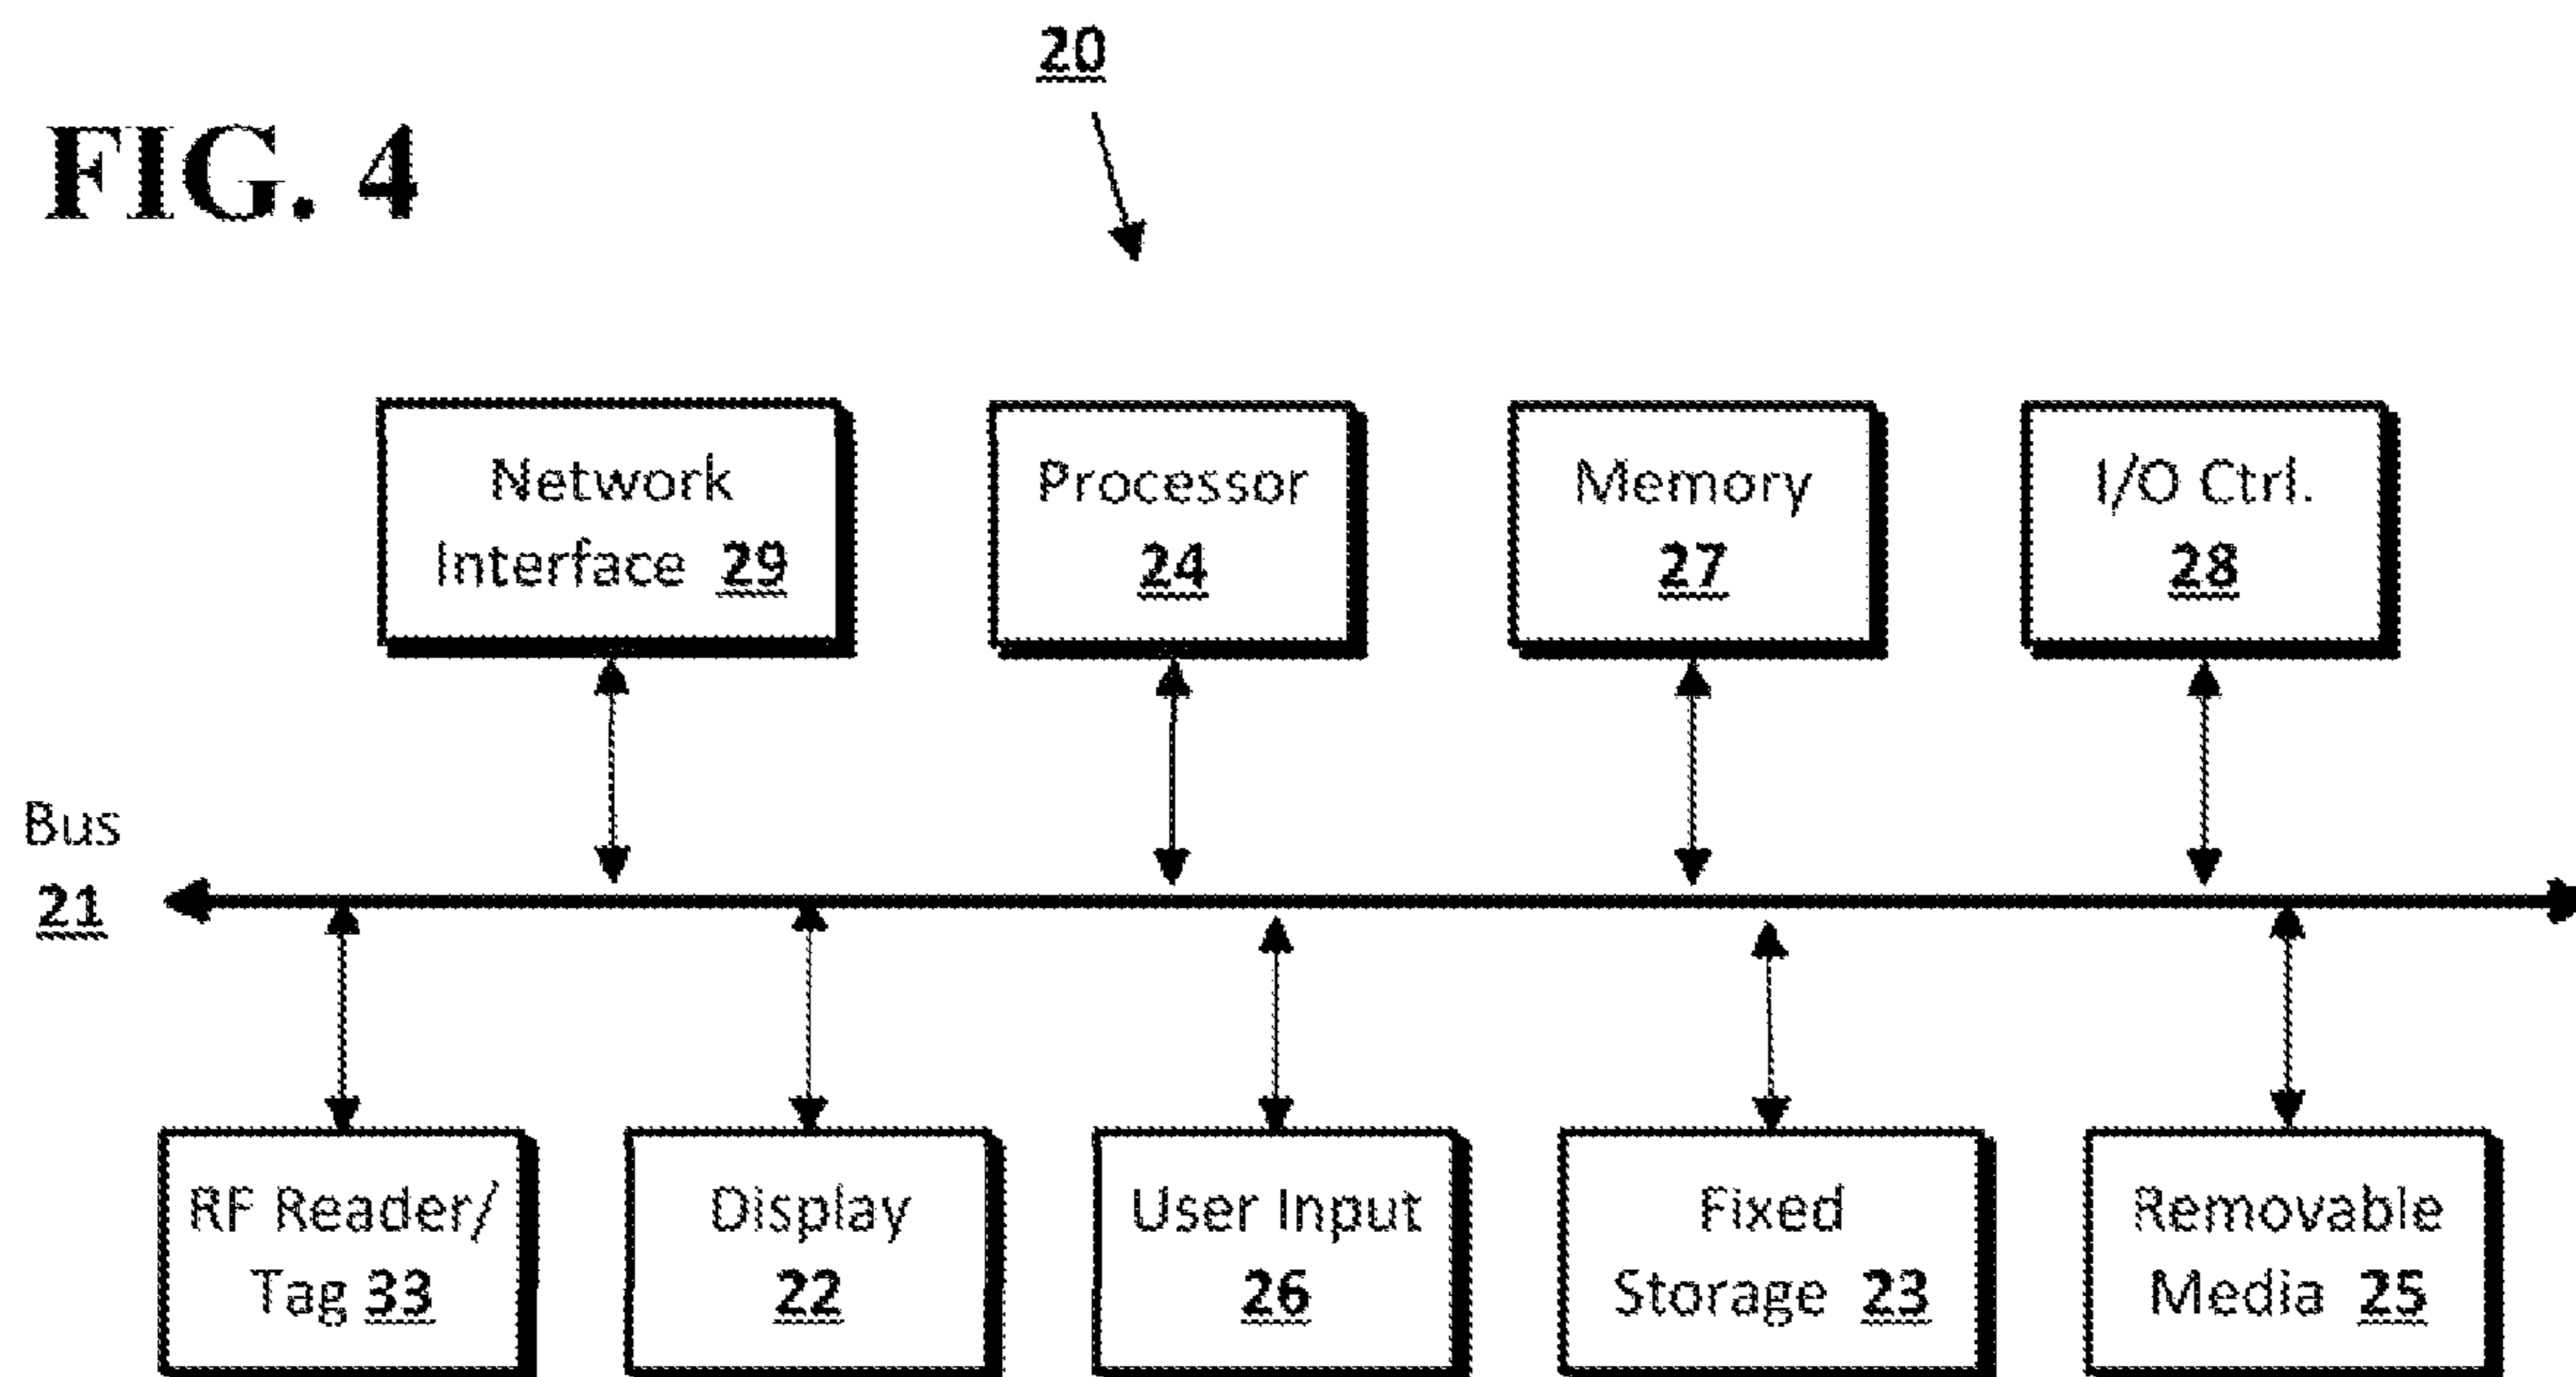 20
FIG. 4
Network
Interface 29
Processor
24
Memory
27
I/O Ctrl.
28
Bus
21
RF Reader/
Tag 33
Display
22
User Input
26
Fixed
Storage 23
Removable
Media 25